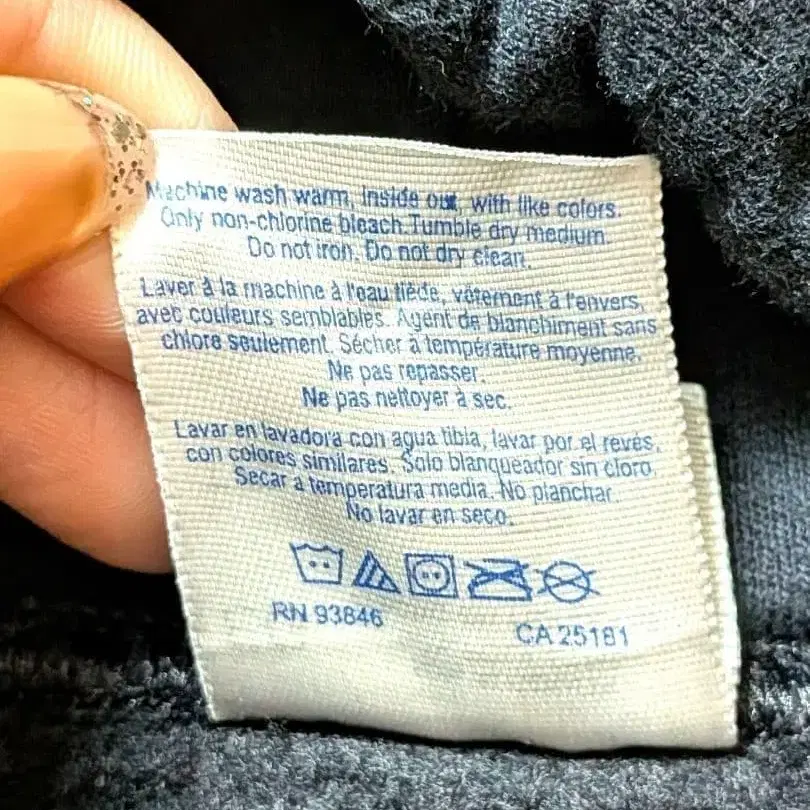 Machine wash warm, inside out, with like colors.
Only non-chlorine bleach.Tumble dry medium.
Do not iron. Do not dry clean.
Laver à la machine à l'eau tiède, vêtement à l'envers,
avec couleurs semblables. Agent de blanchiment sans
chlore seulement. Sécher à température moyenne.
Ne pas repasser.
Ne pas nettoyer à sec.
Lavar en lavadora con agua tibia, lavar por el revés,
con colores similares. Solo blanqueador sin cloro.
Secar a temperatura media. No planchar.
No lavar en seco.
RN 93846
CA 25181